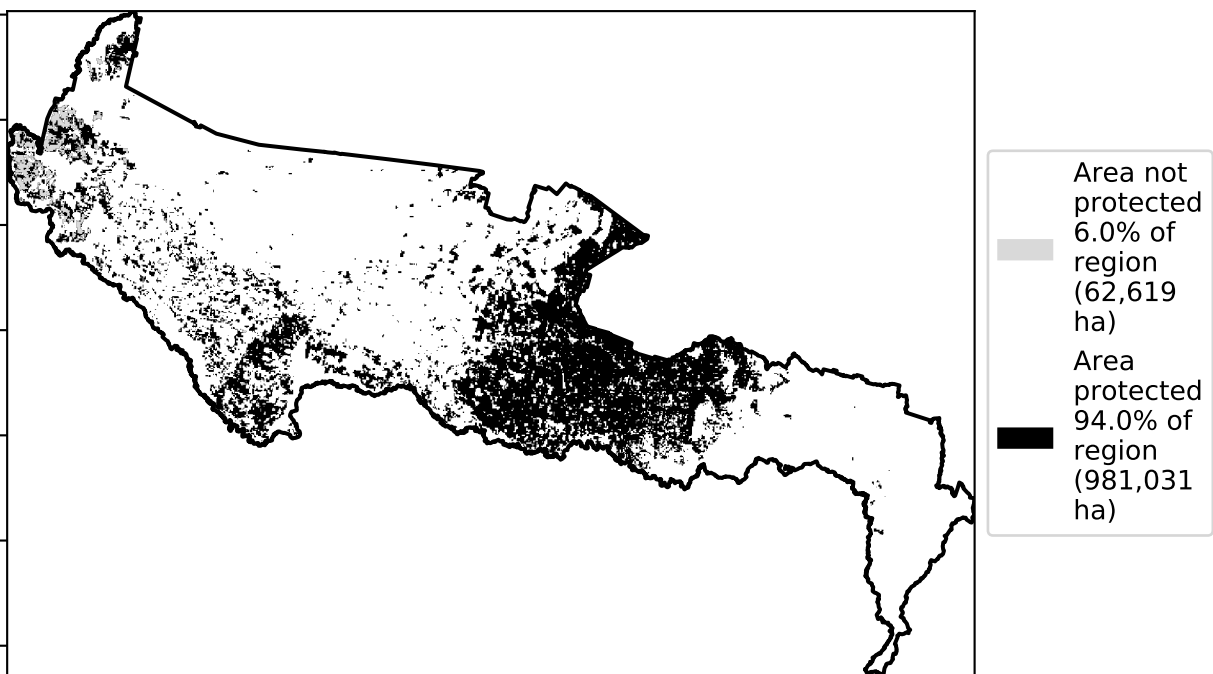 Area not
protected
6.0% of
region
(62,619
ha)
Area
protected
94.0% of
region
(981,031
ha)